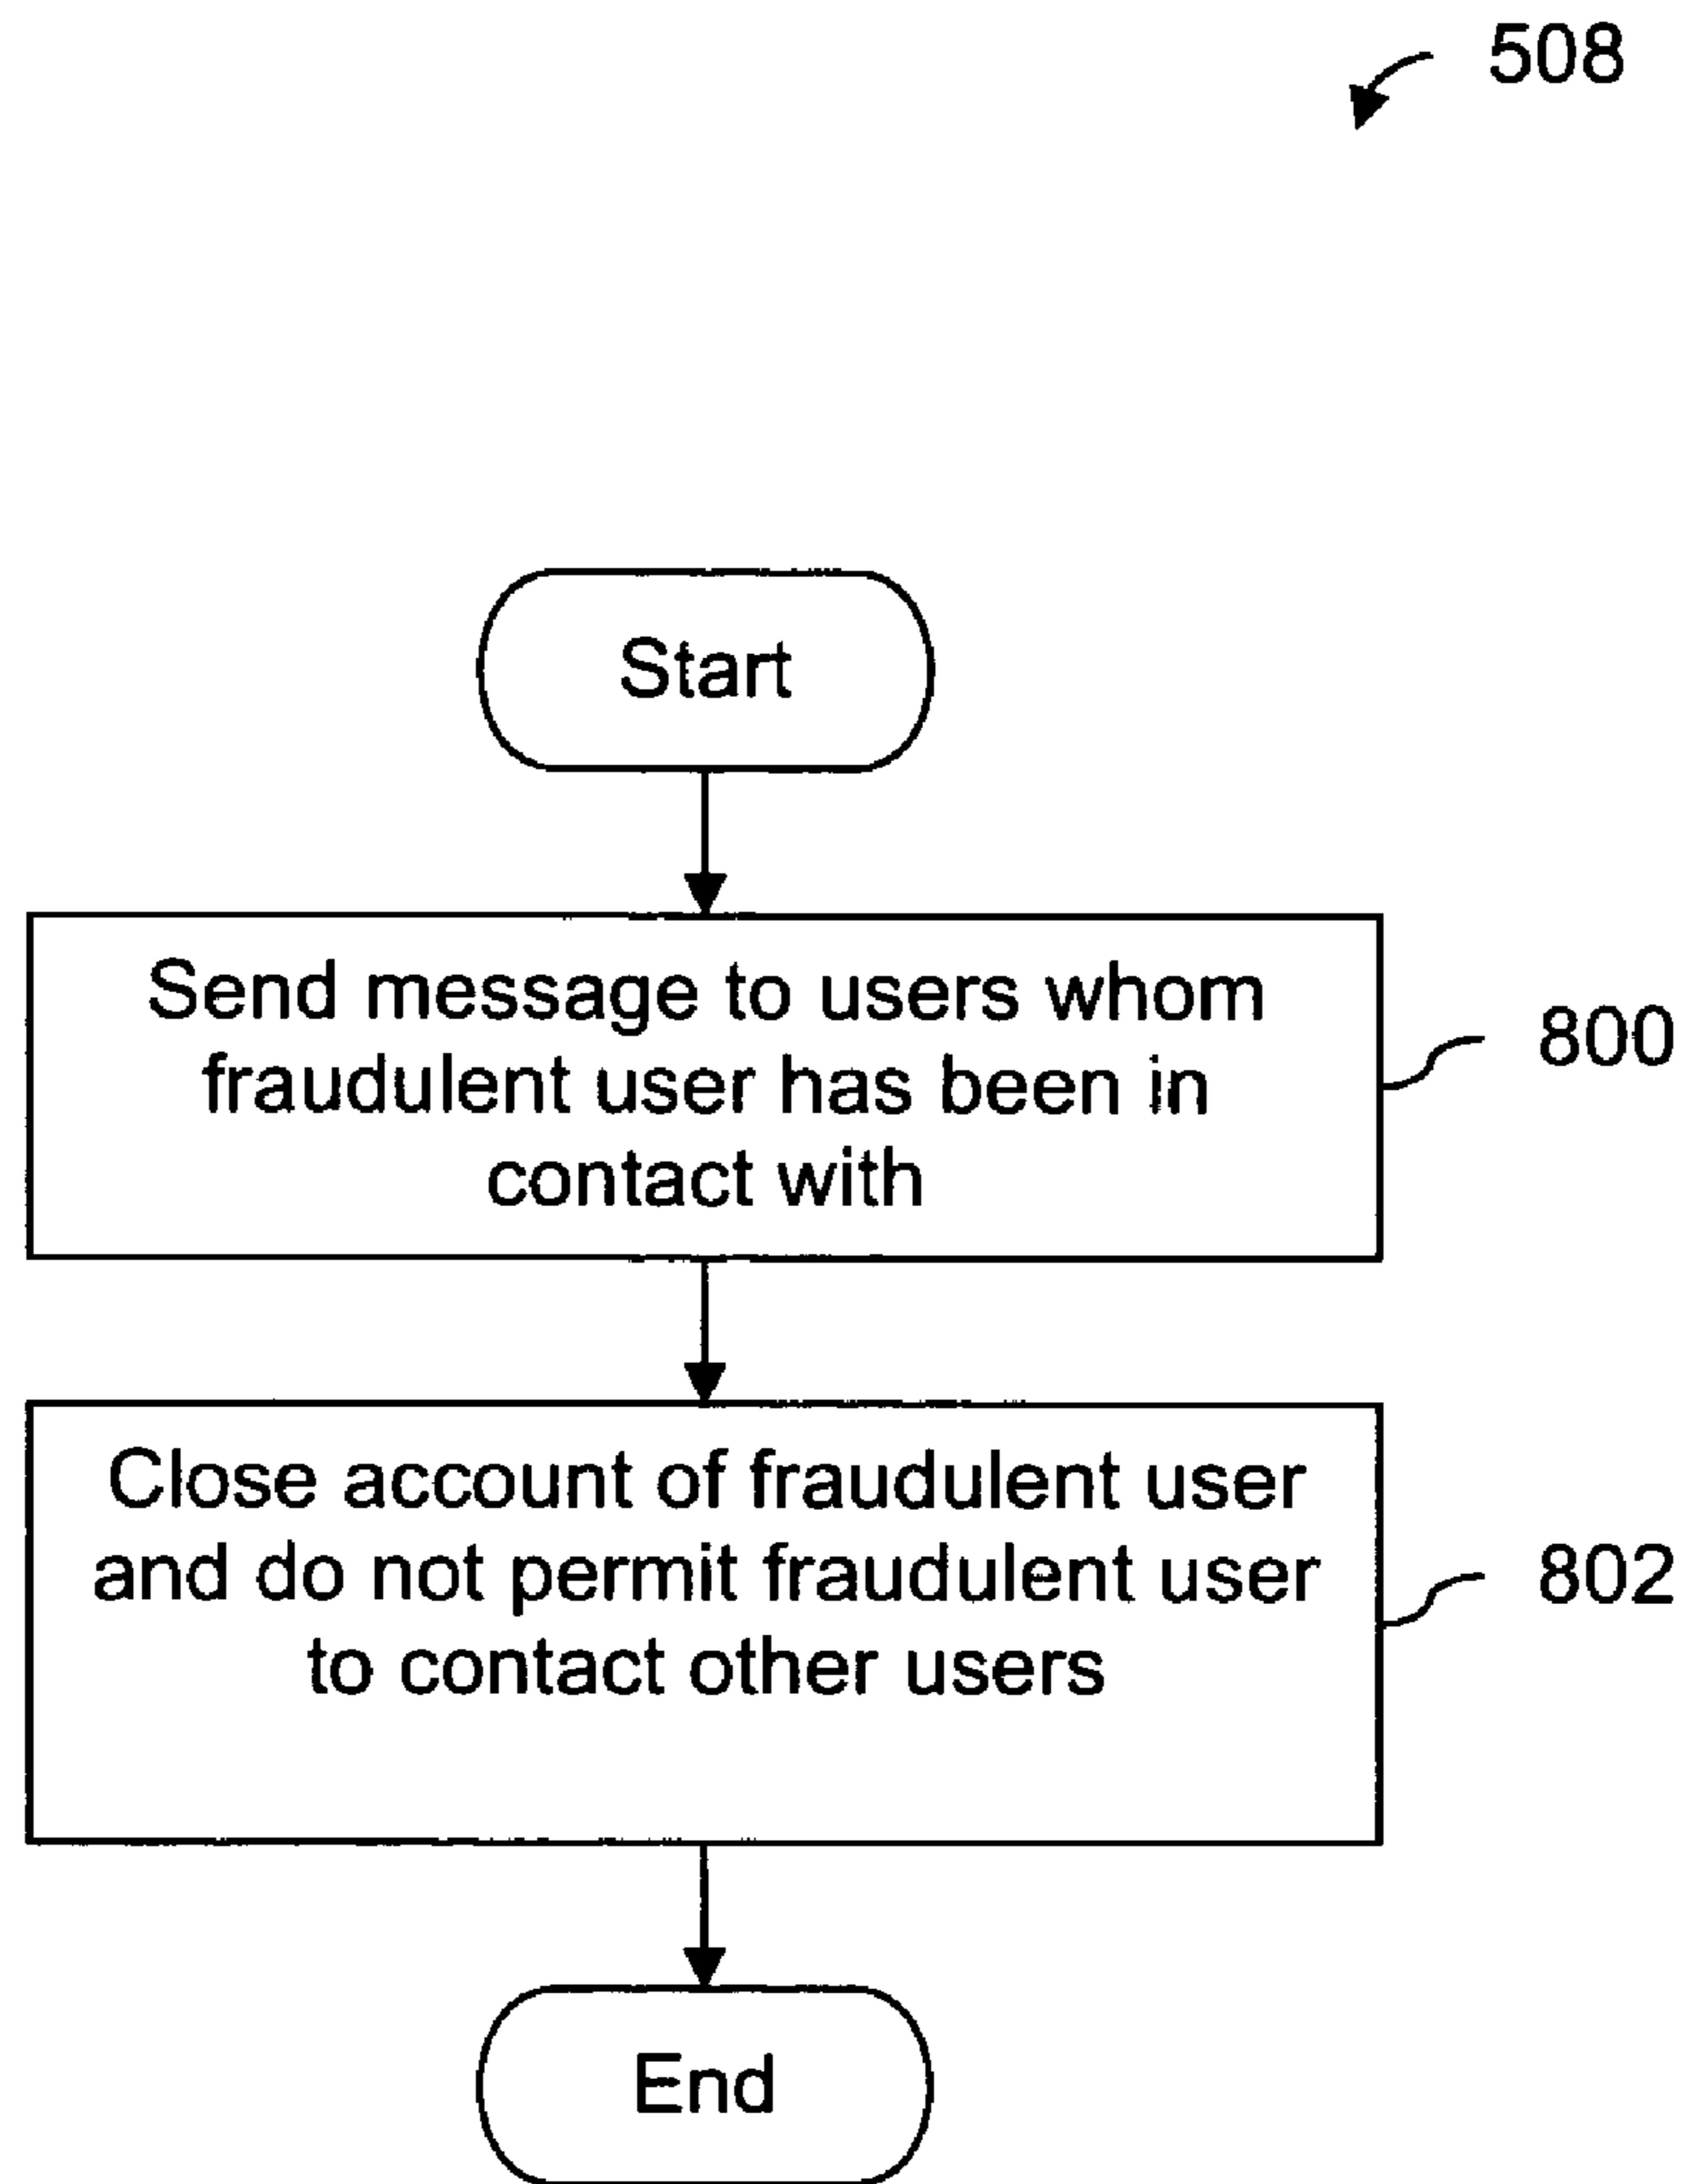 508
Start
Send message to users whom
fraudulent user has been in
contact with
800
Close account of fraudulent user
and do not permit fraudulent user
to contact other users
802
End